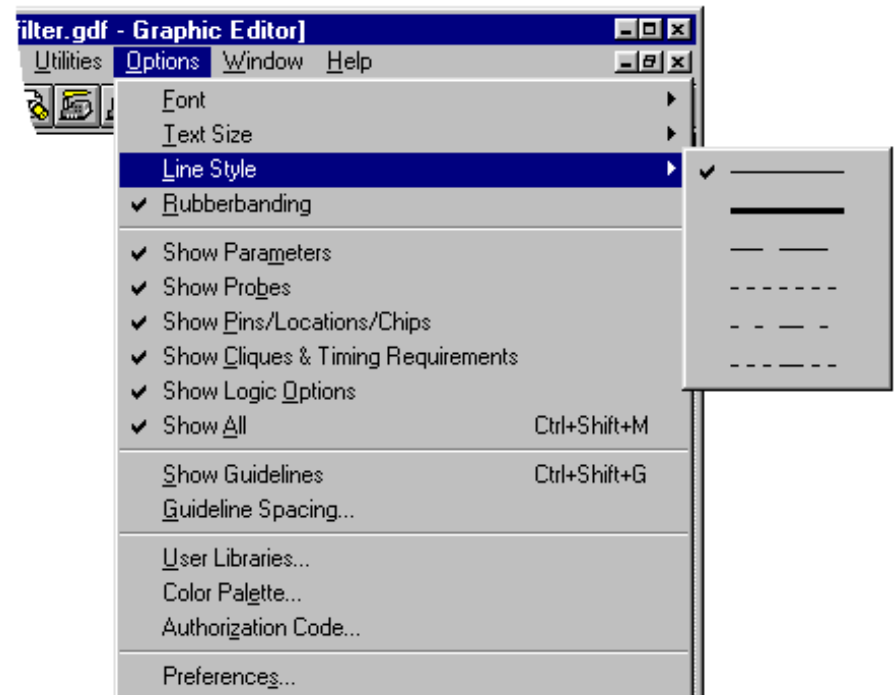 filter.gdf - Graphic Editor]
Utilities Options Window Help
Font
Text Size
Line Style
Rubberbanding
Show Parameters
Show Probes
Show Pins/Locations/Chips
Show Cliques & Timing Requirements
Show Logic Options
Show All Ctrl+Shift+M
Show Guidelines Ctrl+Shift+G
Guideline Spacing...
User Libraries...
Color Palette...
Authorization Code...
Preferences...